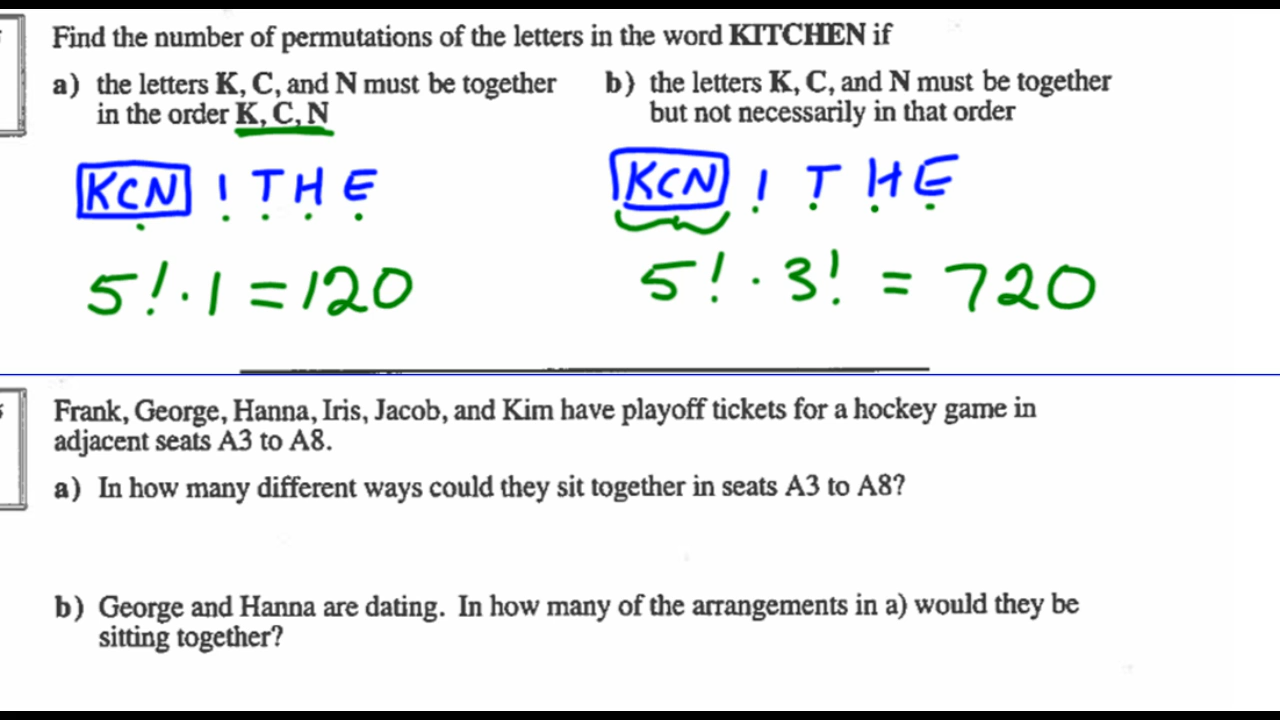 Find the number of permutations of the letters in the word KITCHEN if
a) the letters K, C, and N must be together
in the order K, C, N
b) the letters K, C, and N must be together
but not necessarily in that order
KCN I T H E
5! · 1 = 120
KCN I T H E
5! · 3! = 720
Frank, George, Hanna, Iris, Jacob, and Kim have playoff tickets for a hockey game in
adjacent seats A3 to A8.
a) In how many different ways could they sit together in seats A3 to A8?
b) George and Hanna are dating. In how many of the arrangements in a) would they be
sitting together?